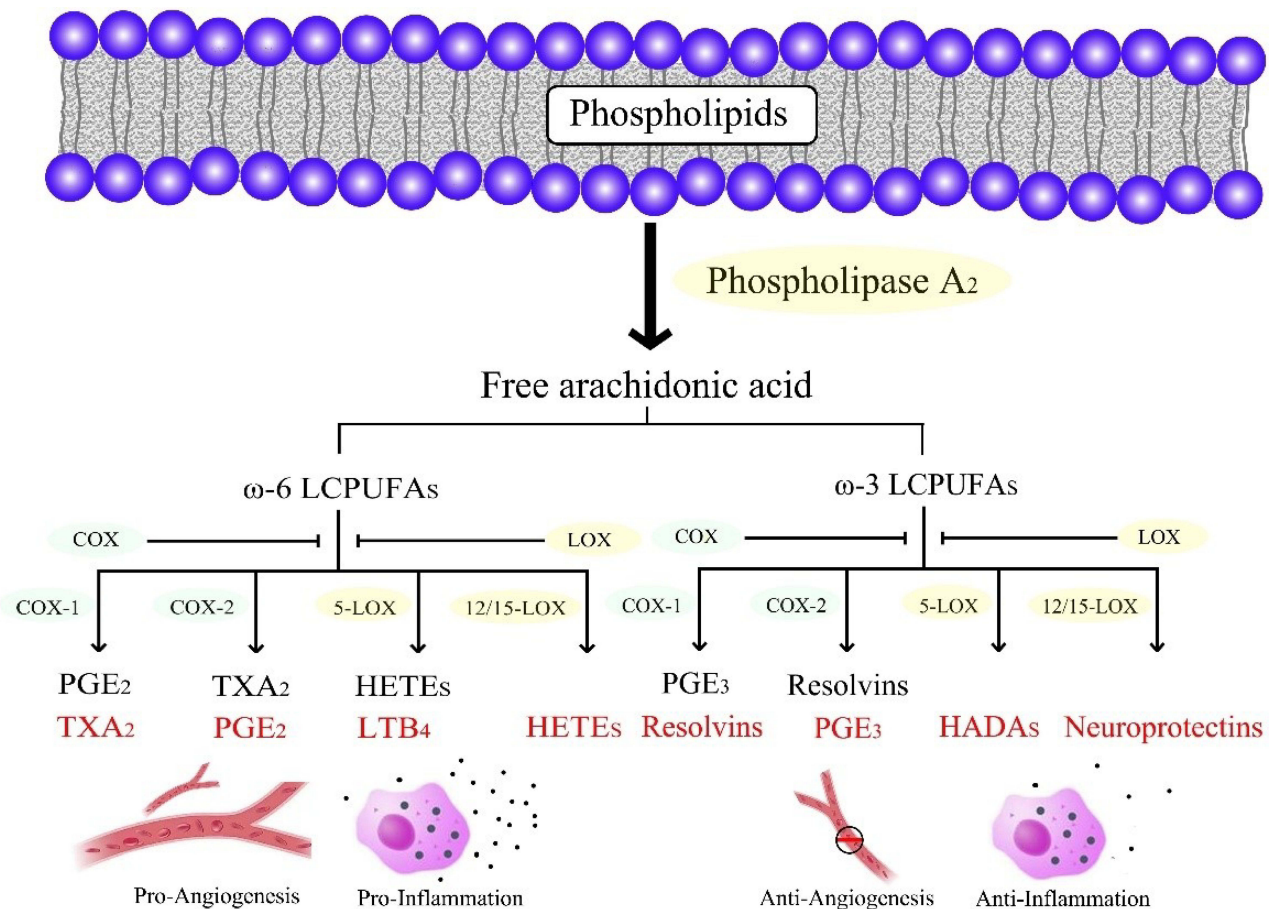 Phospholipids
Phospholipase A₂
Free arachidonic acid
ω-6 LCPUFAs
ω-3 LCPUFAs
COX
LOX
COX
LOX
COX-1
COX-2
5-LOX
12/15-LOX
COX-1
COX-2
5-LOX
12/15-LOX
PGE₂
TXA₂
HETEs
PGE₃
Resolvins
TXA₂
PGE₂
LTB₄
HETEs
Resolvins
PGE₃
HADAs
Neuroprotectins
Pro-Angiogenesis
Pro-Inflammation
Anti-Angiogenesis
Anti-Inflammation